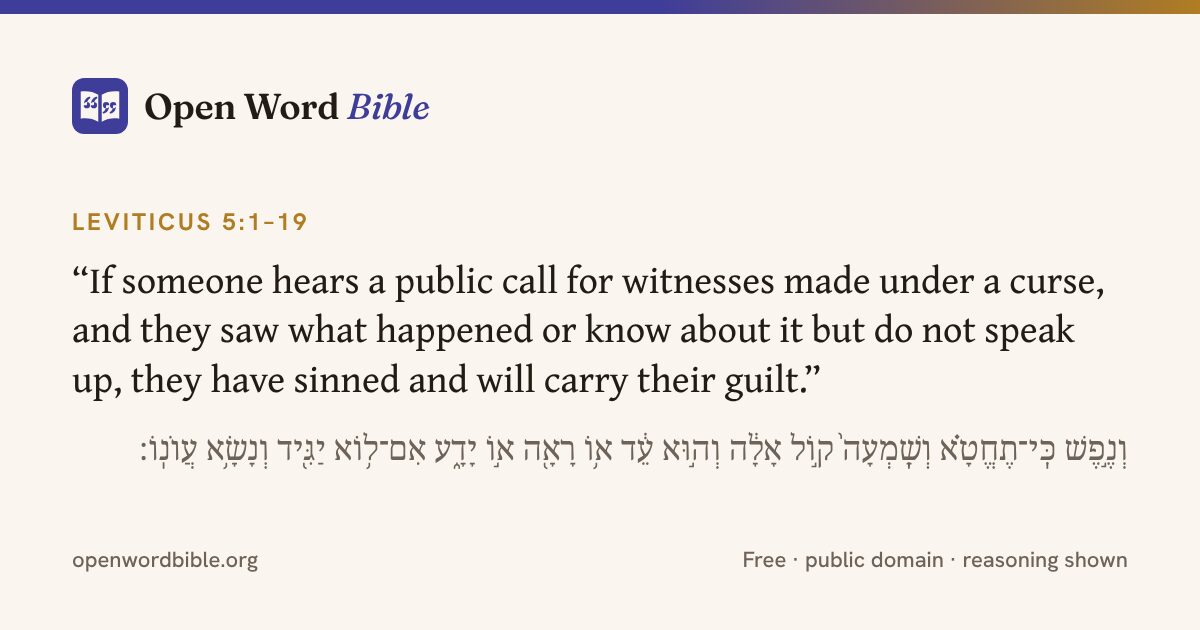 Open Word Bible
LEVITICUS 5:1–19
“If someone hears a public call for witnesses made under a curse,
and they saw what happened or know about it but do not speak
up, they have sinned and will carry their guilt.”
וְנֶ֣פֶשׁ כִּֽי־תֶחֱטָ֗א וְשָֽׁמְעָה֙ ק֣וֹל אָלָ֔ה וְה֣וּא עֵ֔ד א֥וֹ רָאָ֖ה א֣וֹ יָדָ֑ע אִם־ל֥וֹא יַגִּ֖יד וְנָשָׂ֥א עֲוֺנֽוֹ׃
openwordbible.org
Free · public domain · reasoning shown